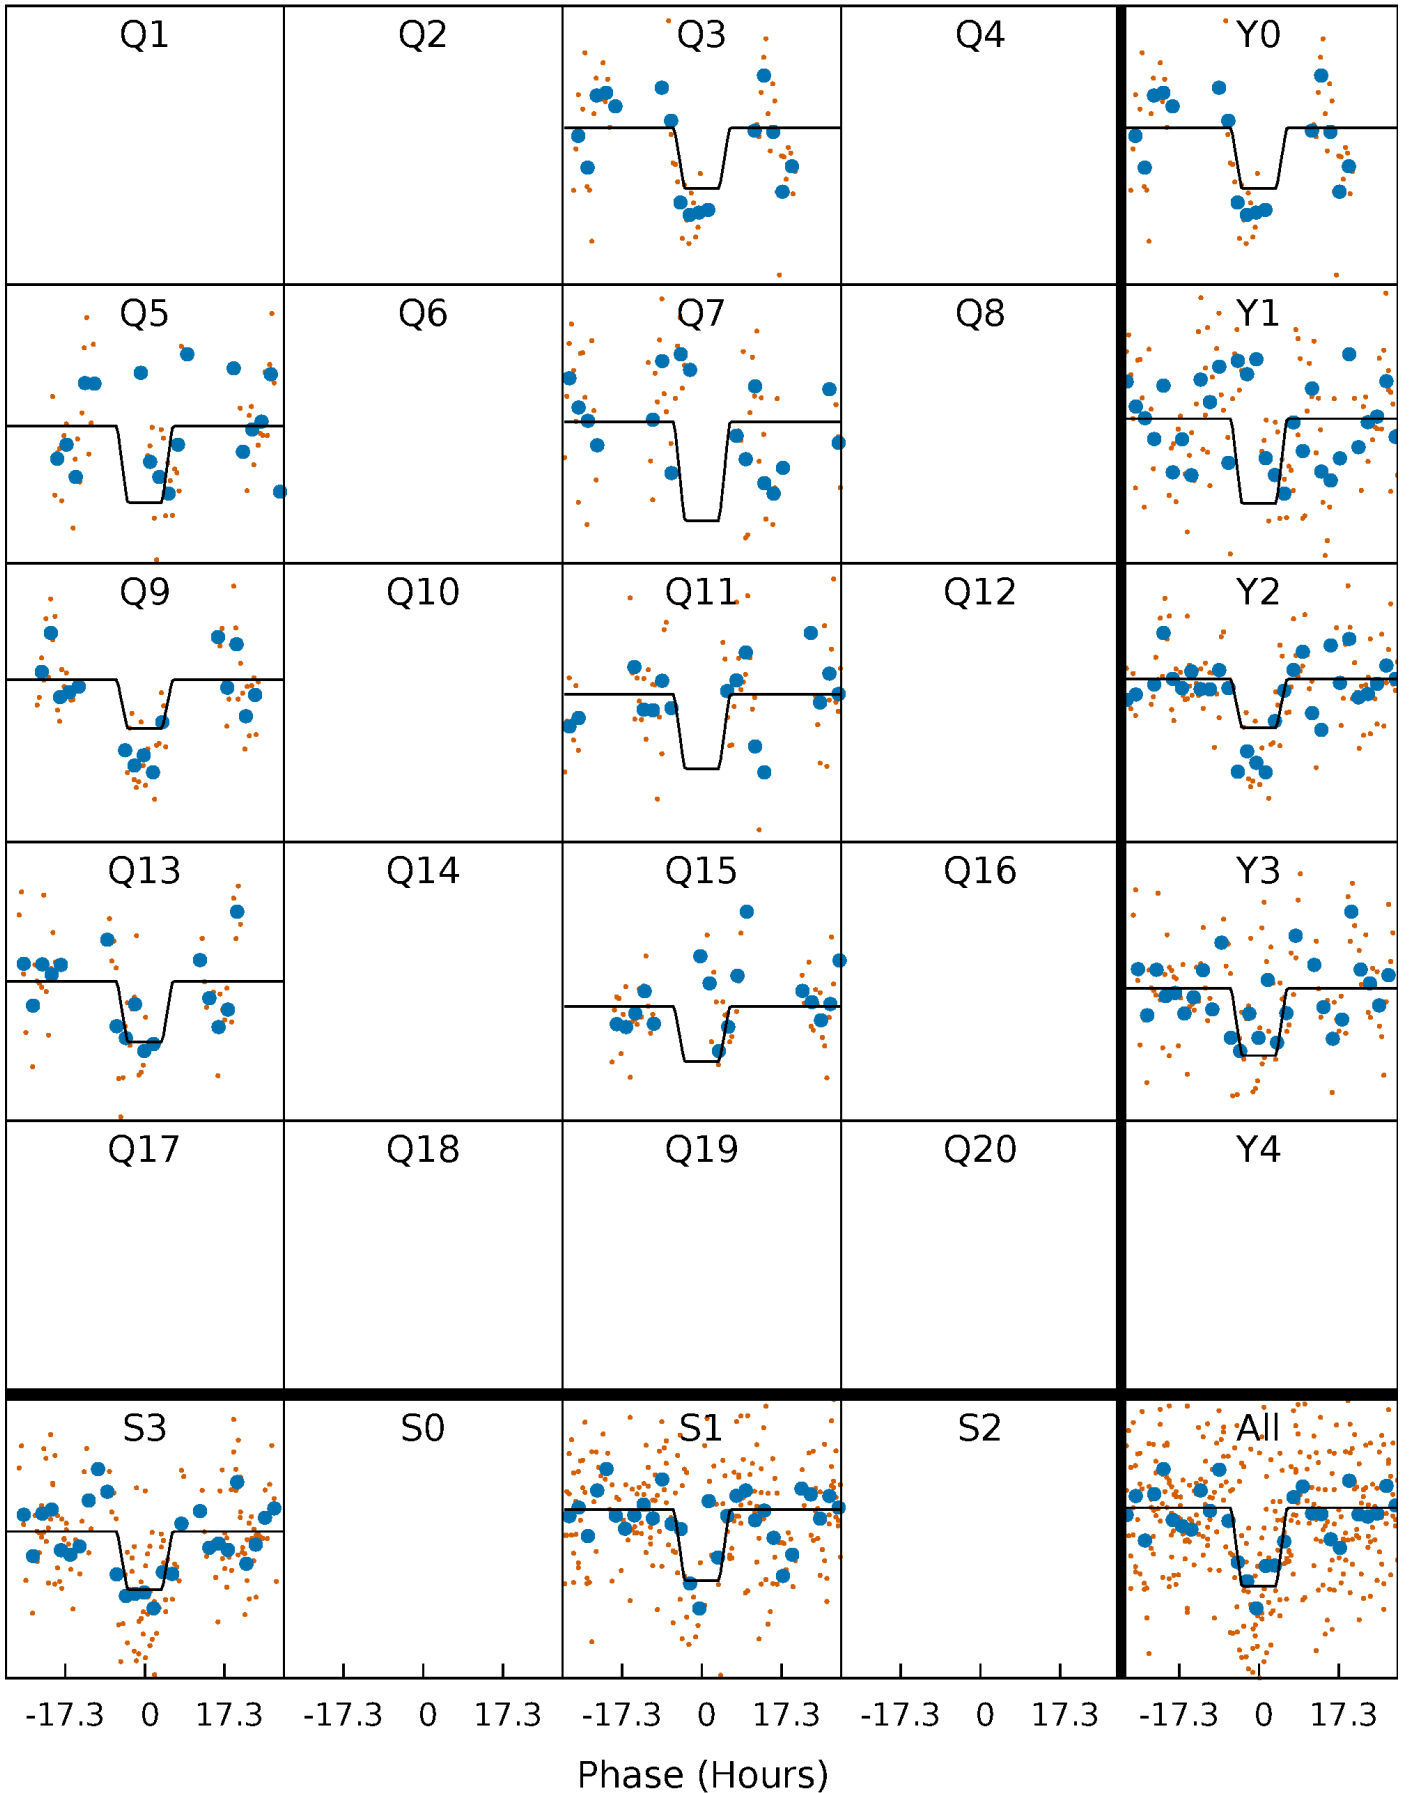 Q1 Q2 Q3 Q4 Y0
Q5 Q6 Q7 Q8 Y1
Q9 Q10 Q11 Q12 Y2
Q13 Q14 Q15 Q16 Y3
Q17 Q18 Q19 Q20 Y4
S3 S0 S1 S2 All
-17.3 0 17.3 -17.3 0 17.3 -17.3 0 17.3 -17.3 0 17.3 -17.3 0 17.3
Phase (Hours)